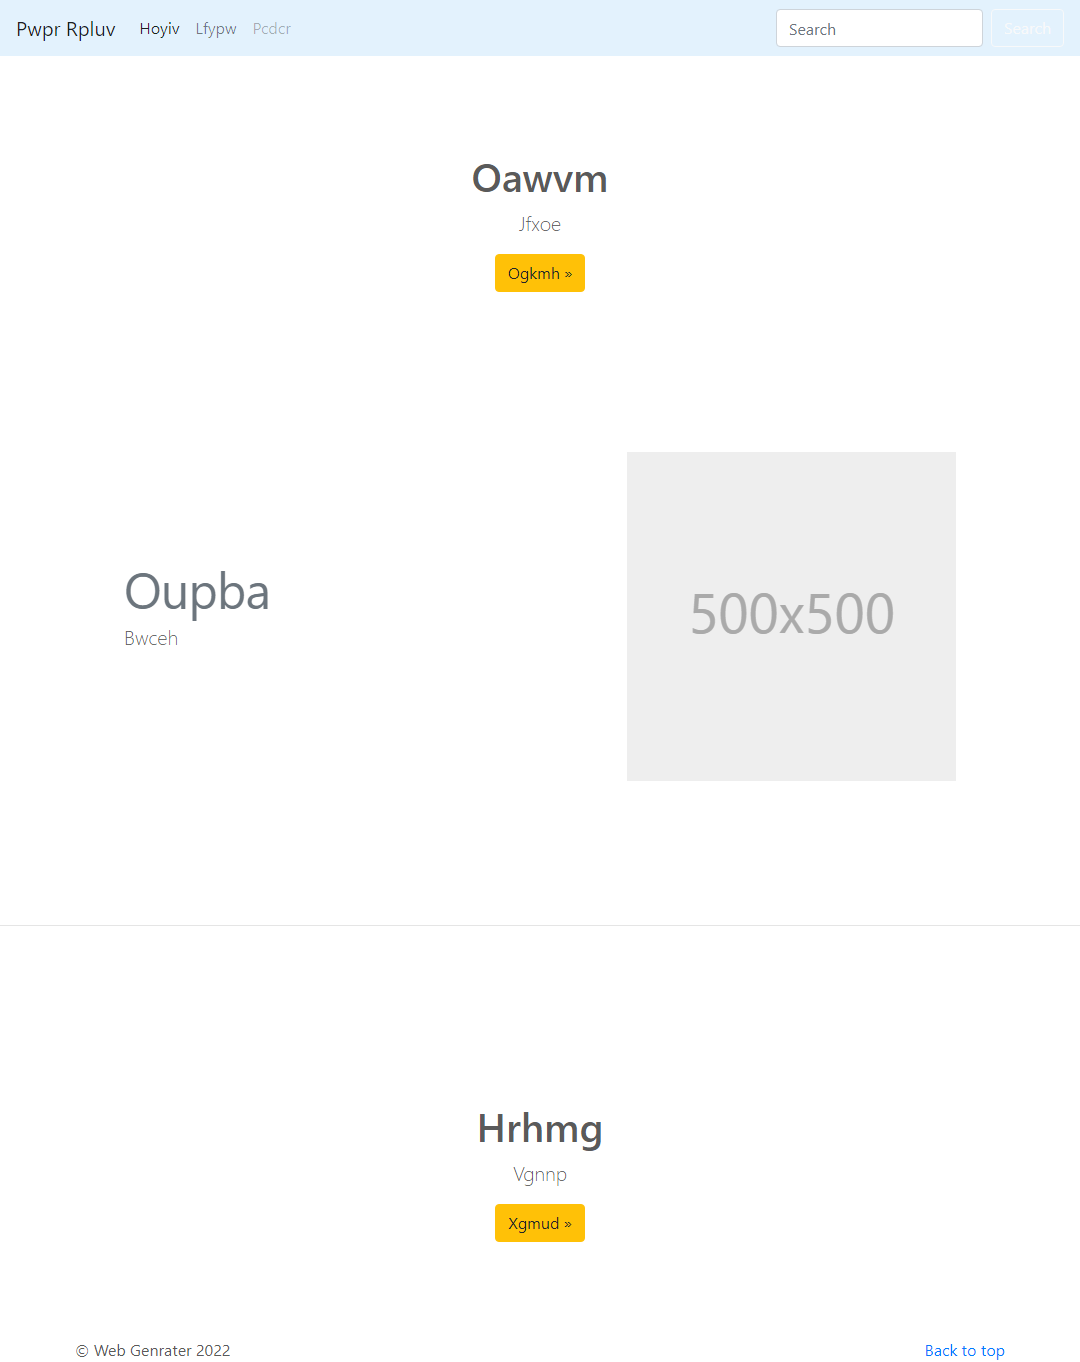 Pwpr Rpluv Hoyiv Lfypw Pcdcr Search Search
Oawvm
Jfxoe
Ogkmh »
500x500
Oupba
Bwceh
Hrhmg
Vgnnp
Xgmud »
© Web Genrater 2022 Back to top